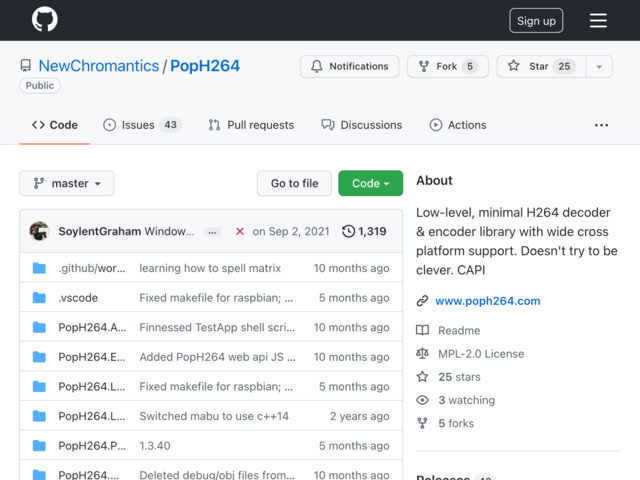 Sign up
NewChromantics / PopH264
Public
Notifications
Fork 5
Star 25
Code
Issues 43
Pull requests
Discussions
Actions
...
master
Go to file
Code
SoylentGraham Window... ... on Sep 2, 2021 1,319
.github/wor... learning how to spell matrix 10 months ago
.vscode Fixed makefile for raspbian; ... 5 months ago
PopH264.A... Finnessed TestApp shell scri... 10 months ago
PopH264.E... Added PopH264 web api JS ... 10 months ago
PopH264.L... Fixed makefile for raspbian; ... 5 months ago
PopH264.L... Switched mabu to use c++14 2 years ago
PopH264.P... 1.3.40 5 months ago
PopH264.... Deleted debug/obj files from... 10 months ago
About
Low-level, minimal H264 decoder
& encoder library with wide cross
platform support. Doesn't try to be
clever. CAPI
www.poph264.com
Readme
MPL-2.0 License
25 stars
3 watching
5 forks
Releases